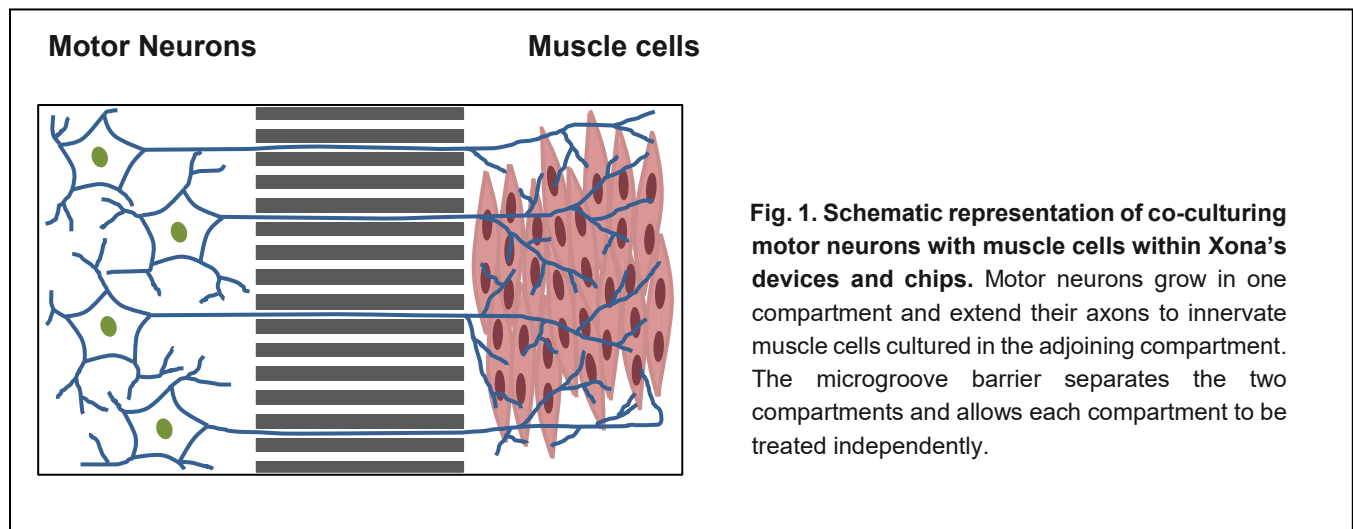 Motor Neurons
Muscle cells
Fig. 1. Schematic representation of co-culturing
motor neurons with muscle cells within Xona’s
devices and chips. Motor neurons grow in one
compartment and extend their axons to innervate
muscle cells cultured in the adjoining compartment.
The microgroove barrier separates the two
compartments and allows each compartment to be
treated independently.